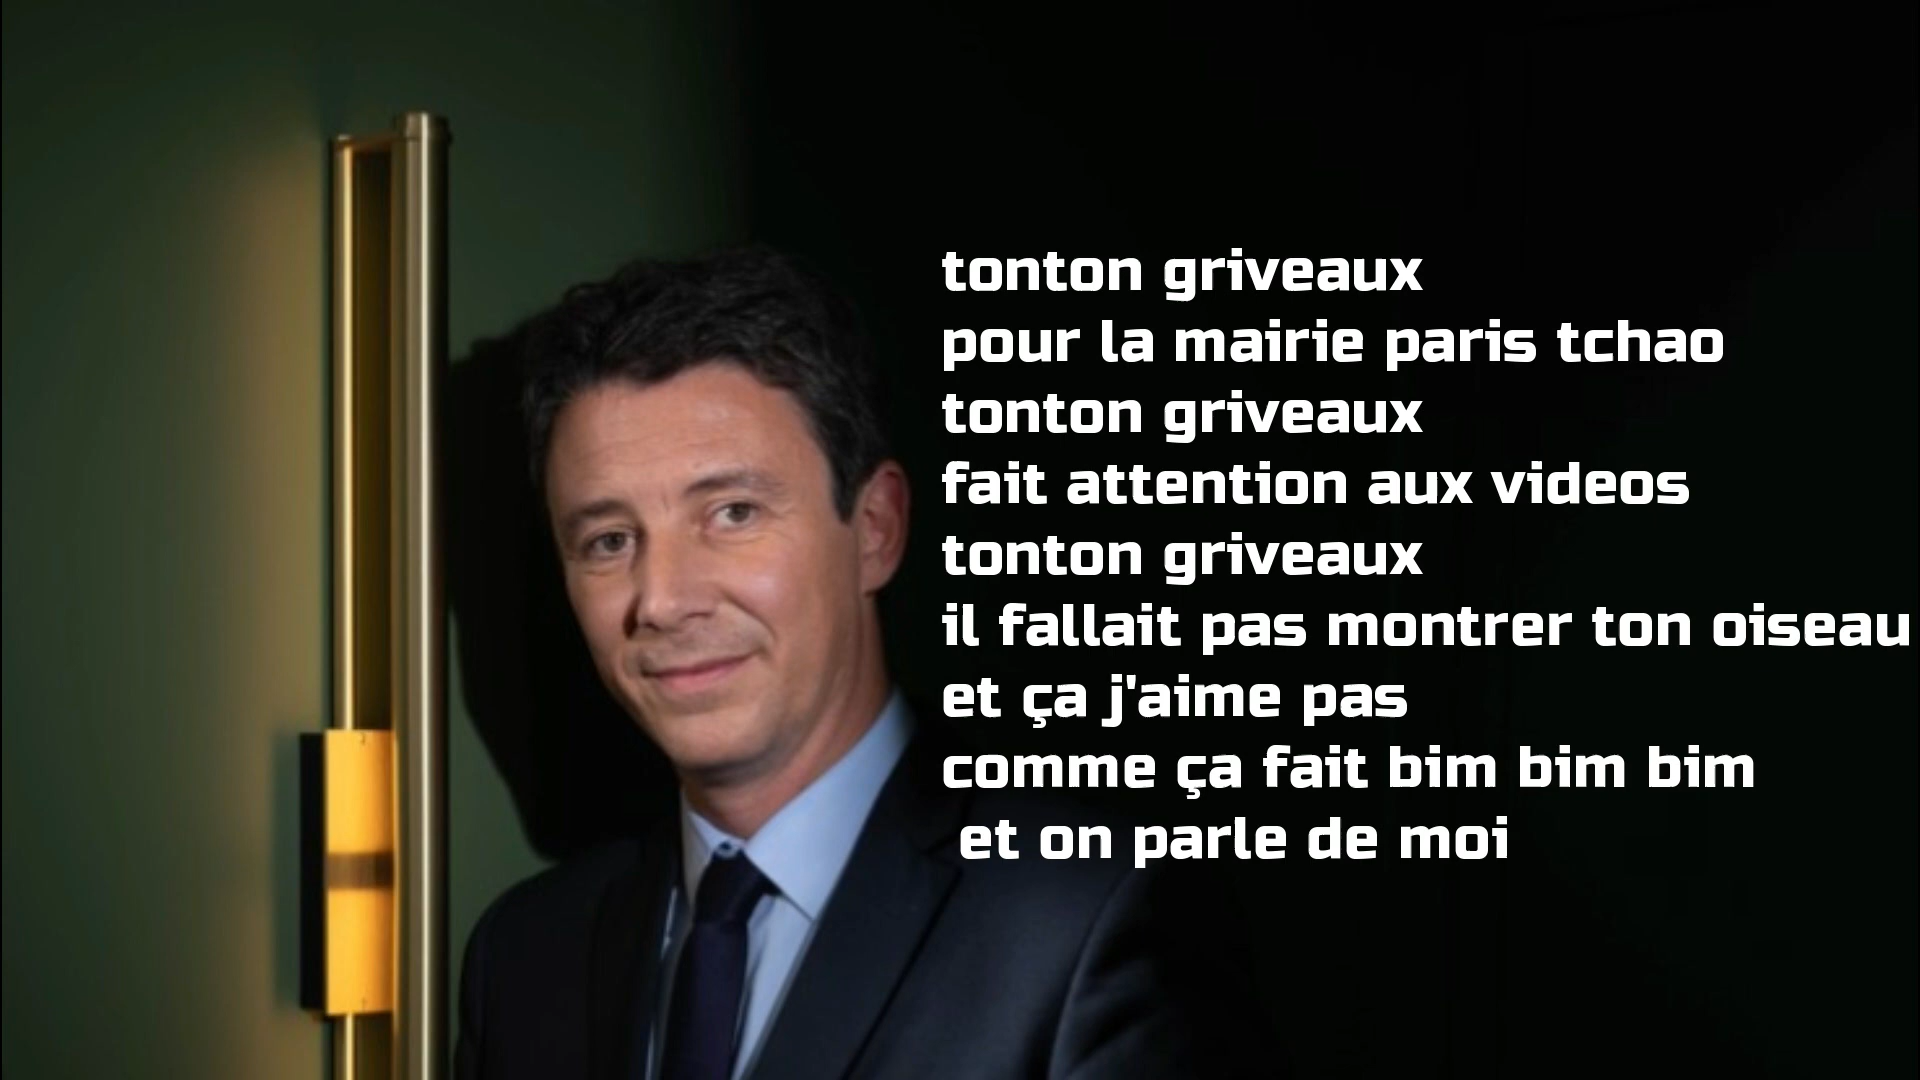 tonton griveaux
pour la mairie paris tchao
tonton griveaux
fait attention aux videos
tonton griveaux
il fallait pas montrer ton oiseau
et ça j'aime pas
comme ça fait bim bim bim
et on parle de moi